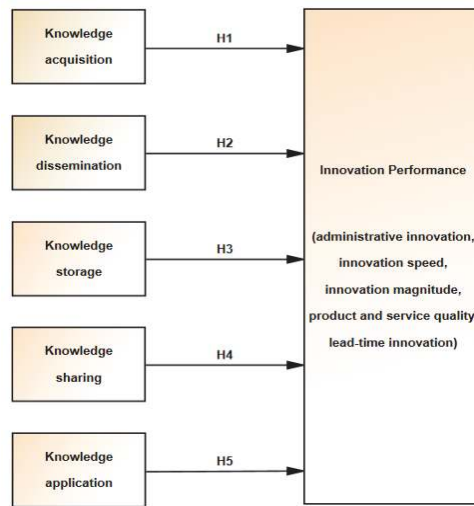 Knowledge
acquisition
H1
Knowledge
dissemination
H2
Knowledge
storage
H3
Knowledge
sharing
H4
Knowledge
application
H5
Innovation Performance
(administrative innovation,
innovation speed,
innovation magnitude,
product and service quality
lead-time innovation)